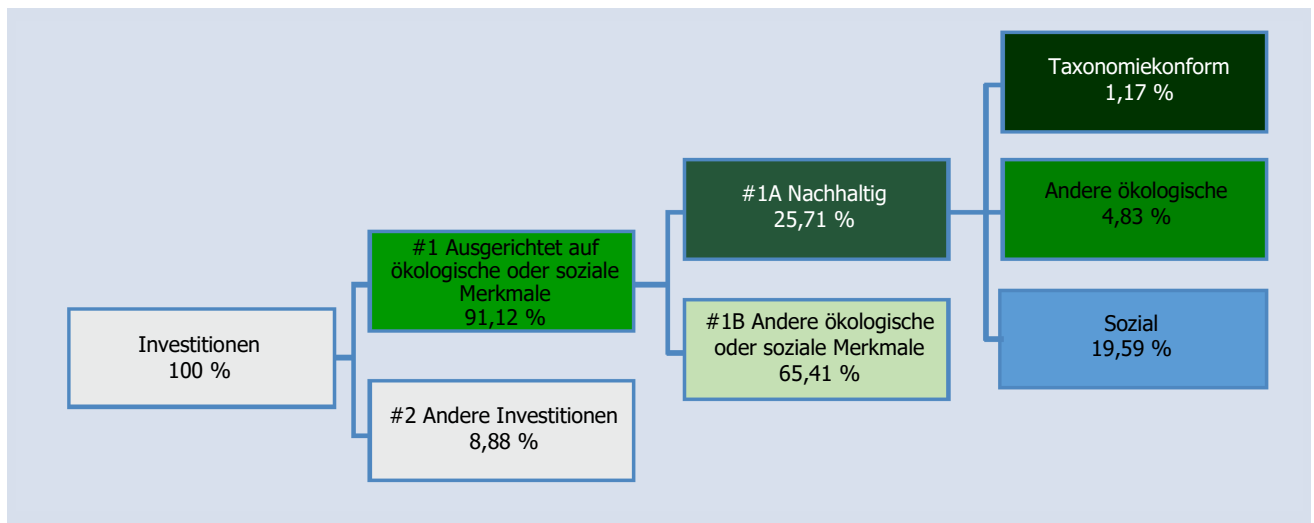 Investitionen
100 %
#1 Ausgerichtet auf
ökologische oder soziale
Merkmale
91,12 %
#2 Andere Investitionen
8,88 %
#1A Nachhaltig
25,71 %
#1B Andere ökologische
oder soziale Merkmale
65,41 %
Taxonomiekonform
1,17 %
Andere ökologische
4,83 %
Sozial
19,59 %